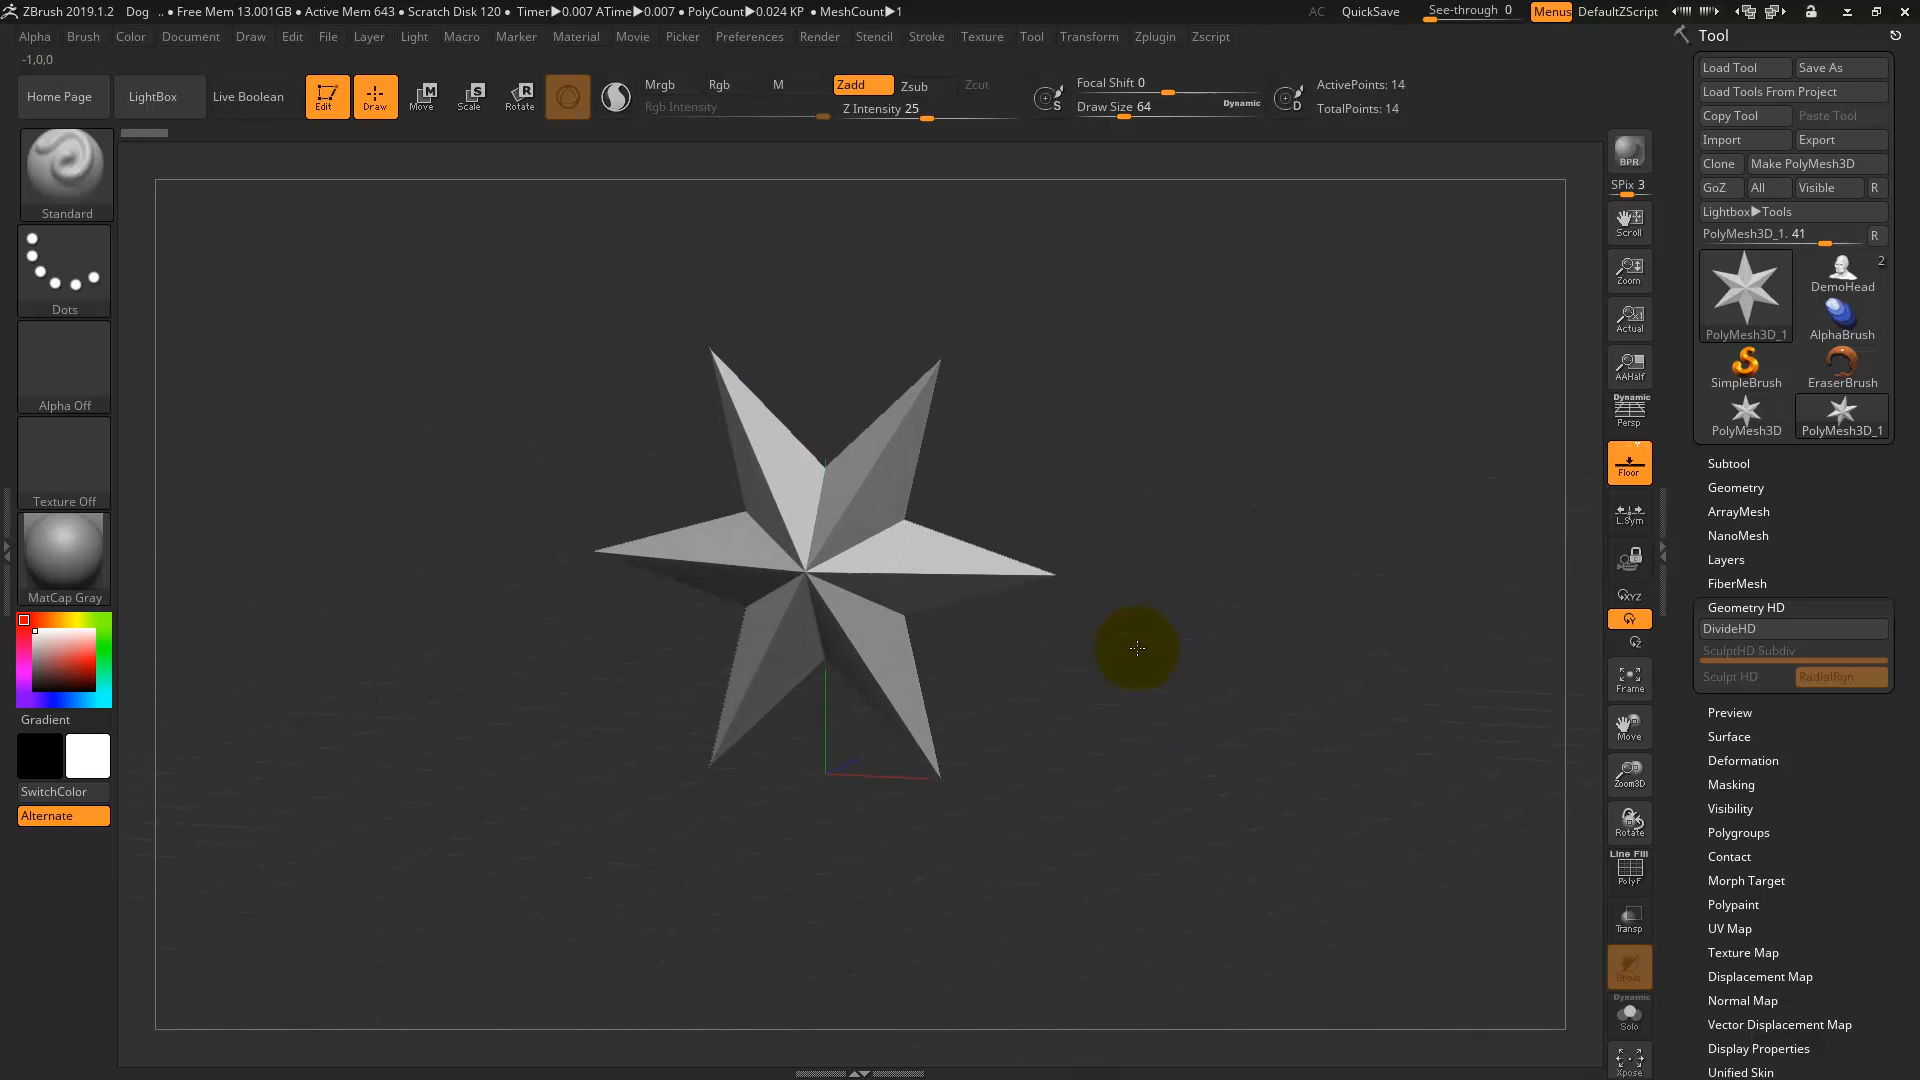 ZBrush 2019.1.2 Dog .. • Free Mem 13.001GB • Active Mem 643 • Scratch Disk 120 • Timer▶0.007 ATime▶0.007 • PolyCount▶0.024 KP • MeshCount▶1 AC QuickSave See-through 0 Menus DefaultZScript
Alpha Brush Color Document Draw Edit File Layer Light Macro Marker Material Movie Picker Preferences Render Stencil Stroke Texture Tool Transform Zplugin Zscript
-1,0,0
Home Page LightBox Live Boolean Edit Draw Move Scale Rotate
Mrgb Rgb M
Rgb Intensity
Zadd Zsub Zcut
Z Intensity 25
S
Focal Shift 0
Draw Size 64 Dynamic
D
ActivePoints: 14
TotalPoints: 14
Standard
Dots
Alpha Off
Texture Off
MatCap Gray
Gradient
SwitchColor
Alternate
BPR
SPix 3
Scroll
Zoom
Actual
AAHalf
Dynamic
Persp
Floor
L.Sym
XYZ
Y
Z
Frame
Move
Zoom3D
Rotate
Line Fill
PolyF
Transp
Ghost
Dynamic
Solo
Xpose
Tool
Load Tool Save As
Load Tools From Project
Copy Tool Paste Tool
Import Export
Clone Make PolyMesh3D
GoZ All Visible R
Lightbox▶Tools
PolyMesh3D_1. 41 R
2
DemoHead
PolyMesh3D_1 AlphaBrush
SimpleBrush EraserBrush
PolyMesh3D PolyMesh3D_1
Subtool
Geometry
ArrayMesh
NanoMesh
Layers
FiberMesh
Geometry HD
DivideHD
SculptHD Subdiv
Sculpt HD RadialRgn
Preview
Surface
Deformation
Masking
Visibility
Polygroups
Contact
Morph Target
Polypaint
UV Map
Texture Map
Displacement Map
Normal Map
Vector Displacement Map
Display Properties
Unified Skin